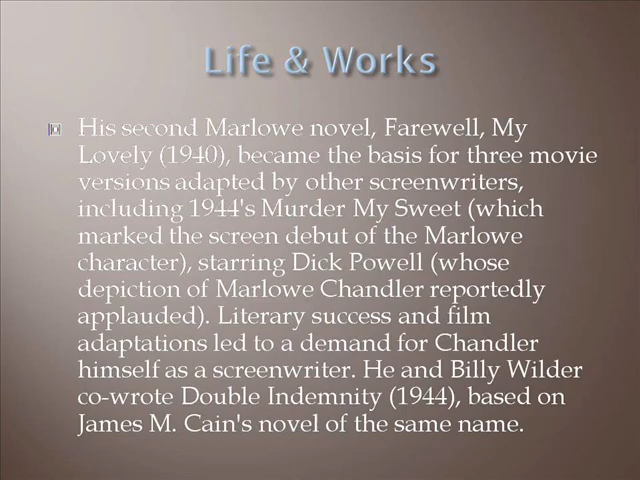 Life & Works
His second Marlowe novel, Farewell, My
Lovely (1940), became the basis for three movie
versions adapted by other screenwriters,
including 1944's Murder My Sweet (which
marked the screen debut of the Marlowe
character), starring Dick Powell (whose
depiction of Marlowe Chandler reportedly
applauded). Literary success and film
adaptations led to a demand for Chandler
himself as a screenwriter. He and Billy Wilder
co-wrote Double Indemnity (1944), based on
James M. Cain's novel of the same name.